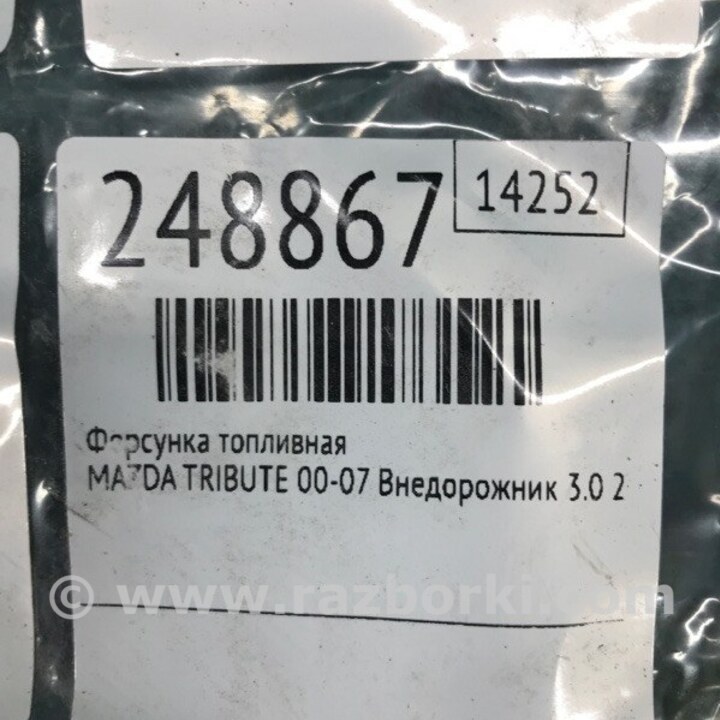 248867 14252
Форсунка топливная
MAZDA TRIBUTE 00-07 Внедорожник 3.0 2
© www.razborki.com